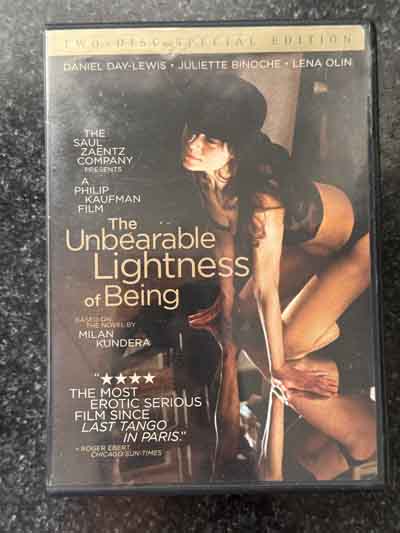 TWO-DISC SPECIAL EDITION
DANIEL DAY-LEWIS • JULIETTE BINOCHE • LENA OLIN
THE
SAUL
ZAENTZ
COMPANY
PRESENTS
A
PHILIP
KAUFMAN
FILM
The
Unbearable
Lightness
of Being
BASED ON
THE NOVEL BY
MILAN
KUNDERA
"★★★★
THE MOST
EROTIC SERIOUS
FILM SINCE
LAST TANGO
IN PARIS."
- ROGER EBERT,
CHICAGO SUN-TIMES